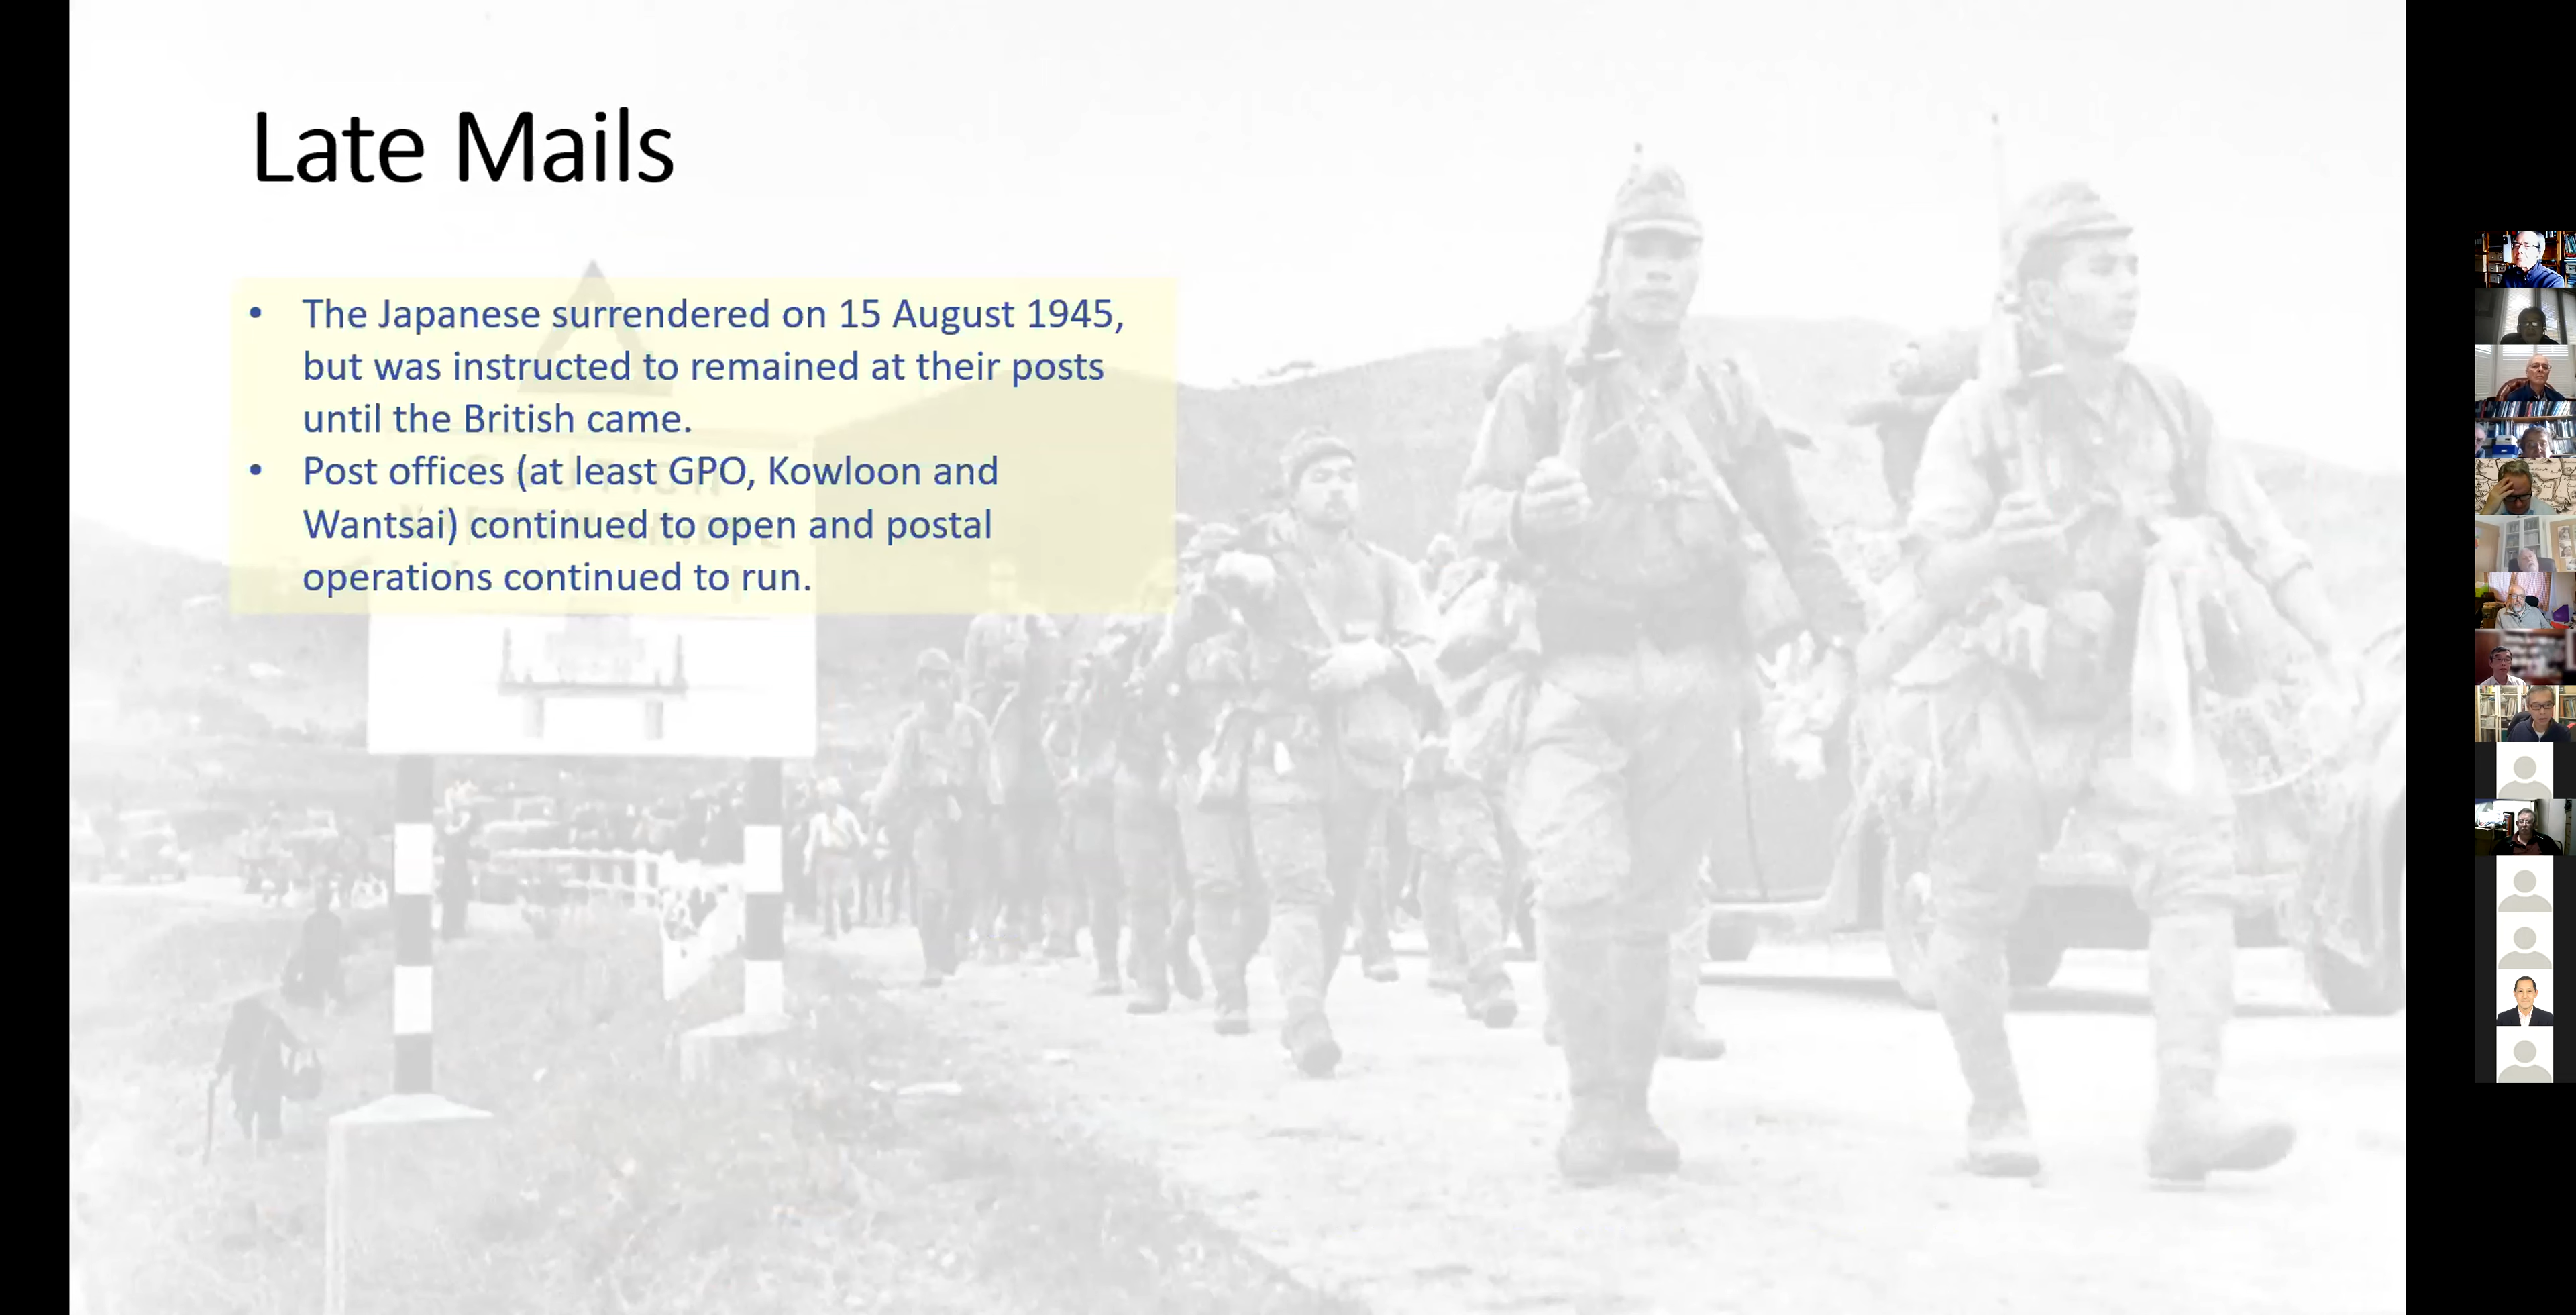 Late Mails
• The Japanese surrendered on 15 August 1945,
but was instructed to remained at their posts
until the British came.
• Post offices (at least GPO, Kowloon and
Wantsai) continued to open and postal
operations continued to run.